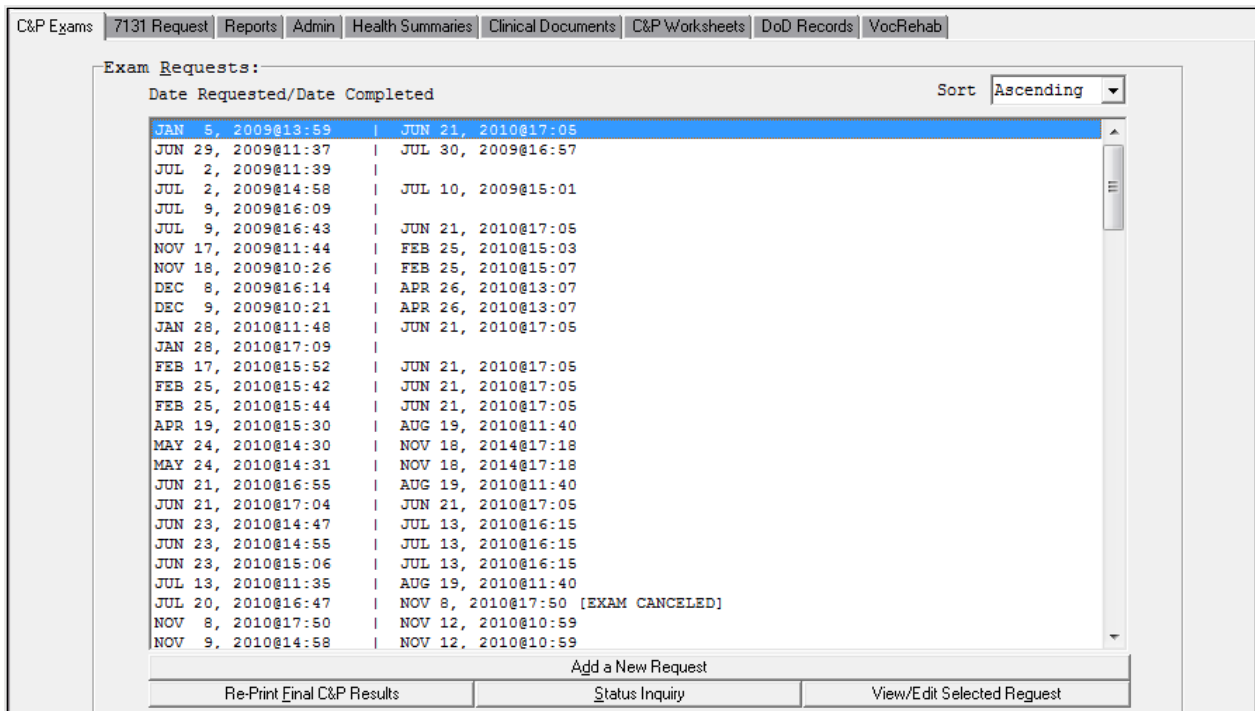 C&P Exams 7131 Request Reports Admin Health Summaries Clinical Documents C&P Worksheets DoD Records VocRehab
Exam Requests:
Date Requested/Date Completed Sort Ascending
JAN 5, 2009@13:59 | JUN 21, 2010@17:05
JUN 29, 2009@11:37 | JUL 30, 2009@16:57
JUL 2, 2009@11:39 |
JUL 2, 2009@14:58 | JUL 10, 2009@15:01
JUL 9, 2009@16:09 |
JUL 9, 2009@16:43 | JUN 21, 2010@17:05
NOV 17, 2009@11:44 | FEB 25, 2010@15:03
NOV 18, 2009@10:26 | FEB 25, 2010@15:07
DEC 8, 2009@16:14 | APR 26, 2010@13:07
DEC 9, 2009@10:21 | APR 26, 2010@13:07
JAN 28, 2010@11:48 | JUN 21, 2010@17:05
JAN 28, 2010@17:09 |
FEB 17, 2010@15:52 | JUN 21, 2010@17:05
FEB 25, 2010@15:42 | JUN 21, 2010@17:05
FEB 25, 2010@15:44 | JUN 21, 2010@17:05
APR 19, 2010@15:30 | AUG 19, 2010@11:40
MAY 24, 2010@14:30 | NOV 18, 2014@17:18
MAY 24, 2010@14:31 | NOV 18, 2014@17:18
JUN 21, 2010@16:55 | AUG 19, 2010@11:40
JUN 21, 2010@17:04 | JUN 21, 2010@17:05
JUN 23, 2010@14:47 | JUL 13, 2010@16:15
JUN 23, 2010@14:55 | JUL 13, 2010@16:15
JUN 23, 2010@15:06 | JUL 13, 2010@16:15
JUL 13, 2010@11:35 | AUG 19, 2010@11:40
JUL 20, 2010@16:47 | NOV 8, 2010@17:50 [EXAM CANCELED]
NOV 8, 2010@17:50 | NOV 12, 2010@10:59
NOV 9, 2010@14:58 | NOV 12, 2010@10:59
Add a New Request
Re-Print Final C&P Results Status Inquiry View/Edit Selected Request